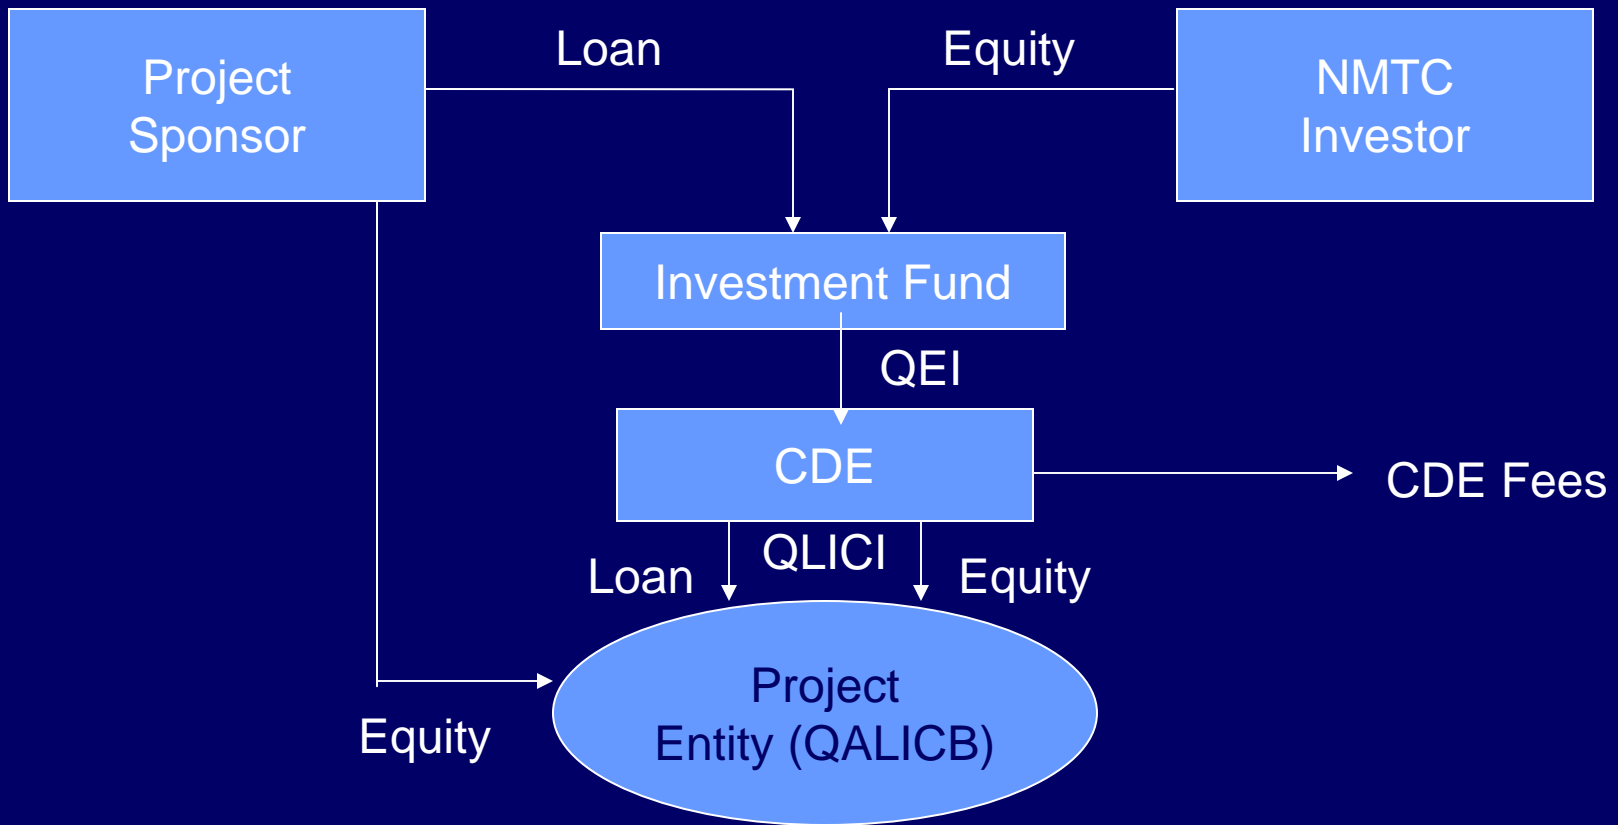 Project
Sponsor
Loan
Equity
NMTC
Investor
Investment Fund
QEI
CDE
CDE Fees
Loan
QLICI
Equity
Equity
Project
Entity (QALICB)